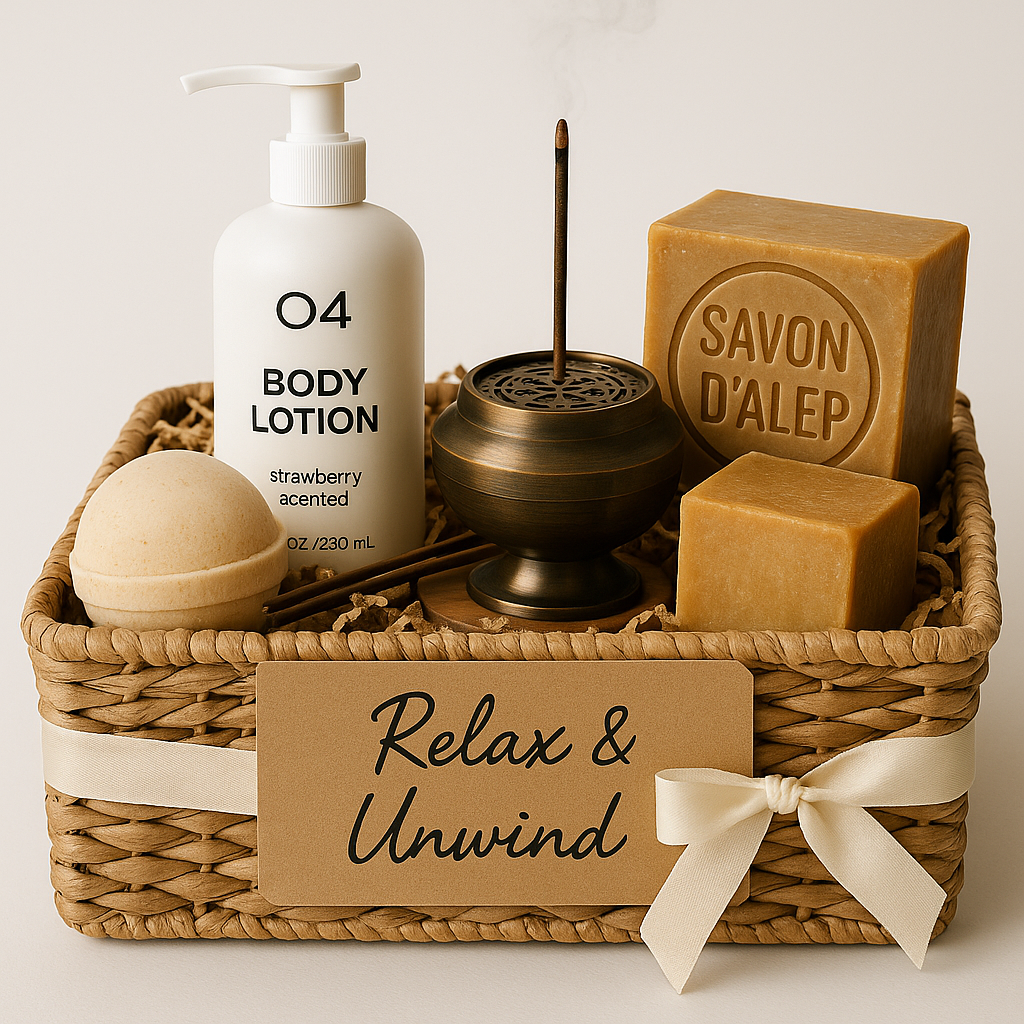 04
BODY
LOTION
strawberry
acented
OZ /230 mL
SAVON
D'ALEP
Relax &
Unwind